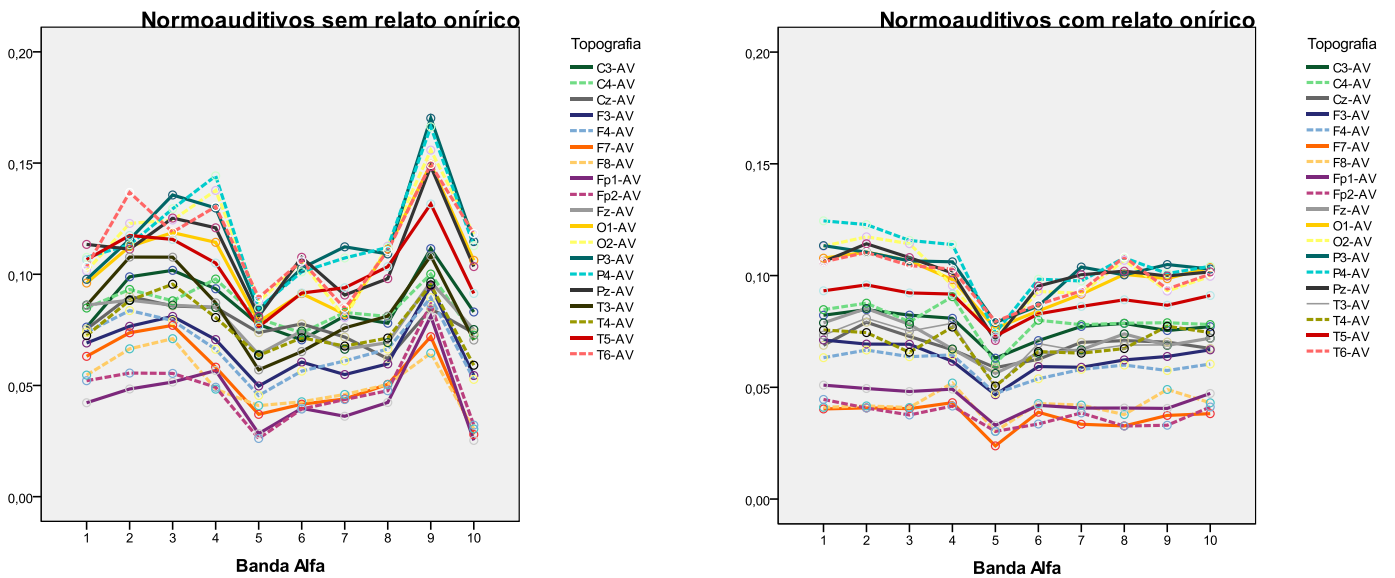 Normoauditivos sem relato onírico
Topografia
0,20
0,15
0,10
0,05
0,00
1 2 3 4 5 6 7 8 9 10
Banda Alfa
C3-AV
C4-AV
Cz-AV
F3-AV
F4-AV
F7-AV
F8-AV
Fp1-AV
Fp2-AV
Fz-AV
O1-AV
O2-AV
P3-AV
P4-AV
Pz-AV
T3-AV
T4-AV
T5-AV
T6-AV
Normoauditivos com relato onírico
Topografia
0,20
0,15
0,10
0,05
0,00
1 2 3 4 5 6 7 8 9 10
Banda Alfa
C3-AV
C4-AV
Cz-AV
F3-AV
F4-AV
F7-AV
F8-AV
Fp1-AV
Fp2-AV
Fz-AV
O1-AV
O2-AV
P3-AV
P4-AV
Pz-AV
T3-AV
T4-AV
T5-AV
T6-AV